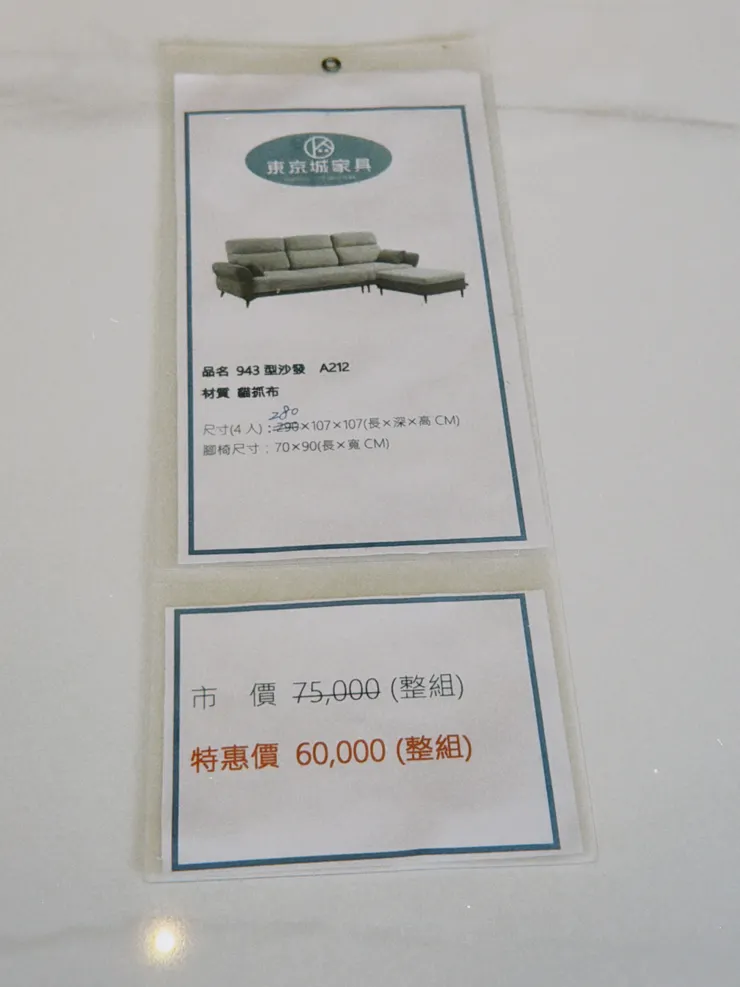 東京城家具
品名 943 型沙發 A212
材質 貓抓布
280
尺寸(4 人)：290×107×107(長×深×高 CM)
腳椅尺寸：70×90(長×寬 CM)
市 價 75,000 (整組)
特惠價 60,000 (整組)